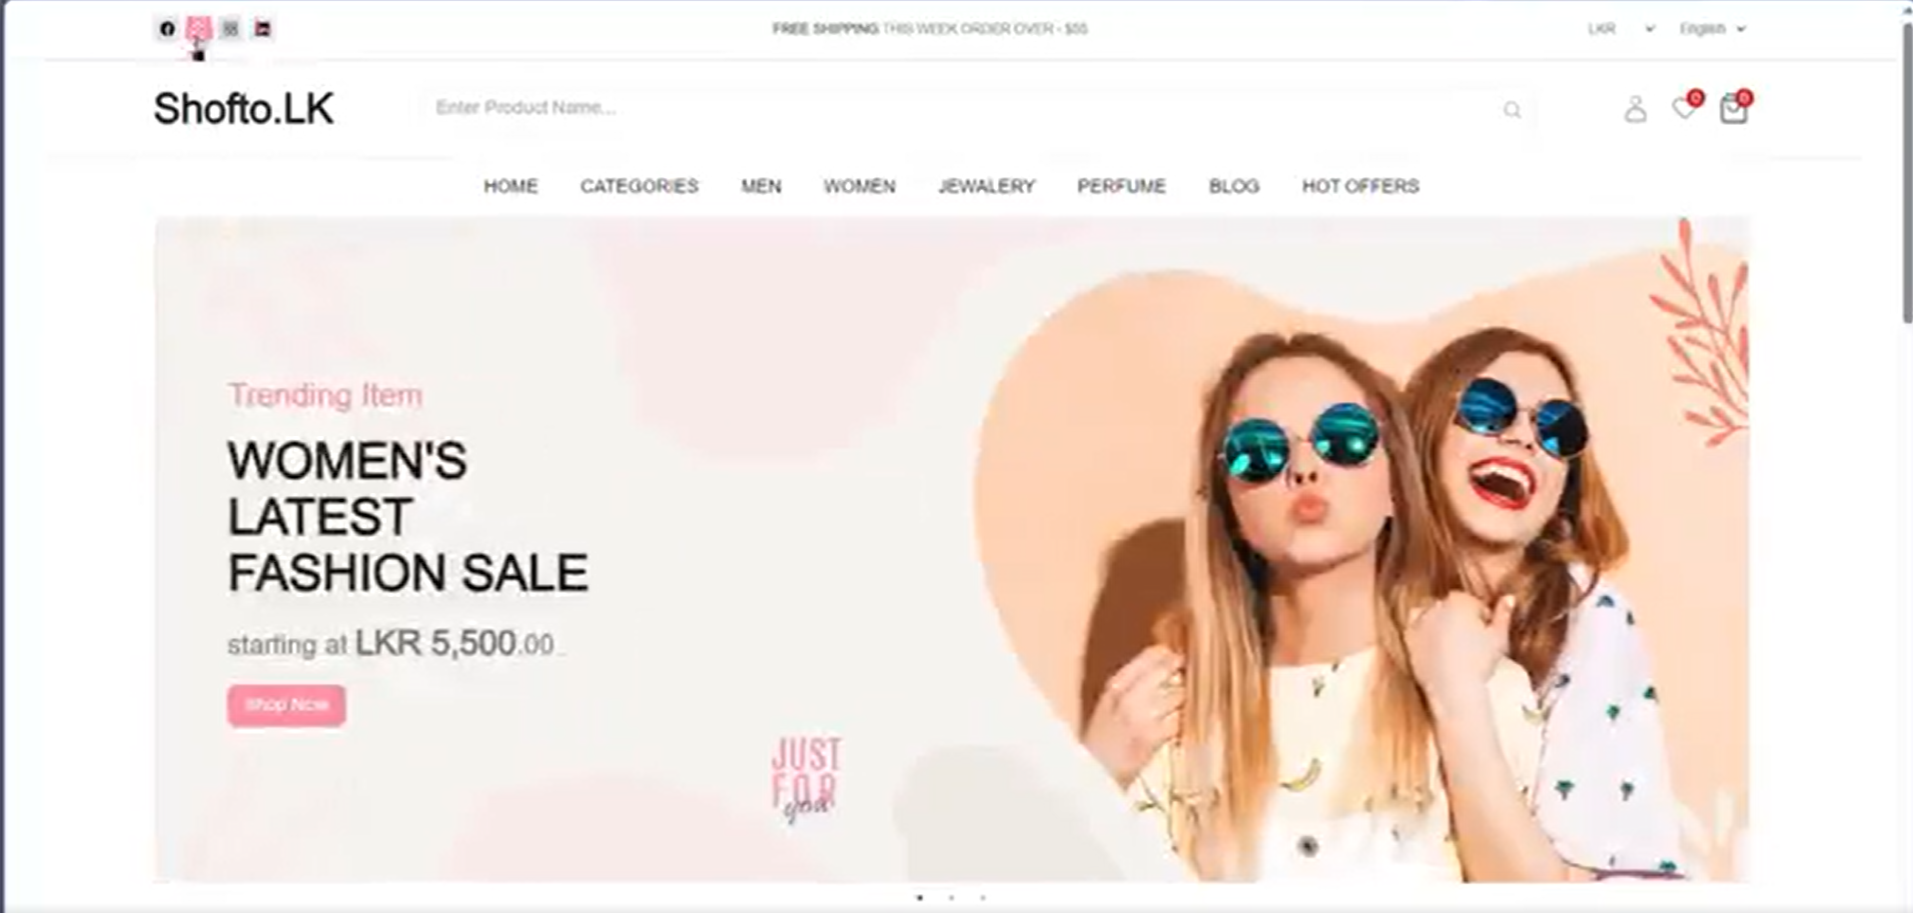 FREE SHIPPING THIS WEEK ORDER OVER - $55
LKR
English
Shofto.LK
Enter Product Name...
0
0
HOME
CATEGORIES
MEN
WOMEN
JEWALERY
PERFUME
BLOG
HOT OFFERS
Trending Item
WOMEN'S
LATEST
FASHION SALE
starting at LKR 5,500.00
Shop Now
JUST
FOR
you